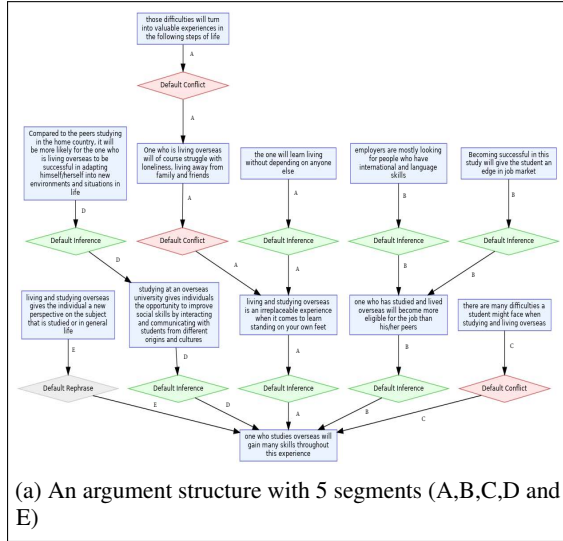 those difficulties will turn
into valuable experiences in
the following steps of life
A
Default Conflict
A
Compared to the peers studying
in the home country, it will
be more likely for the one who
is living overseas to be
successful in adapting
himself/herself into new
environments and situations in
life
One who is living overseas
will of course struggle with
loneliness, living away from
family and friends
the one will learn living
without depending on anyone
else
employers are mostly looking
for people who have
international and language
skills
Becoming successful in this
study will give the student an
edge in job market
D
A
A
B
B
Default Inference
Default Conflict
Default Inference
Default Inference
Default Inference
D
A
A
B
B
living and studying overseas
gives the individual a new
perspective on the subject
that is studied or in general
life
studying at an overseas
university gives individuals
the opportunity to improve
social skills by interacting
and communicating with
students from different
origins and cultures
living and studying overseas
is an irreplaceable experience
when it comes to learn
standing on your own feet
one who has studied and lived
overseas will become more
eligible for the job than
his/her peers
there are many difficulties a
student might face when
studying and living overseas
E
D
A
B
C
Default Rephrase
Default Inference
Default Inference
Default Inference
Default Conflict
E
D
A
B
C
one who studies overseas will
gain many skills throughout
this experience
(a) An argument structure with 5 segments (A,B,C,D and
E)